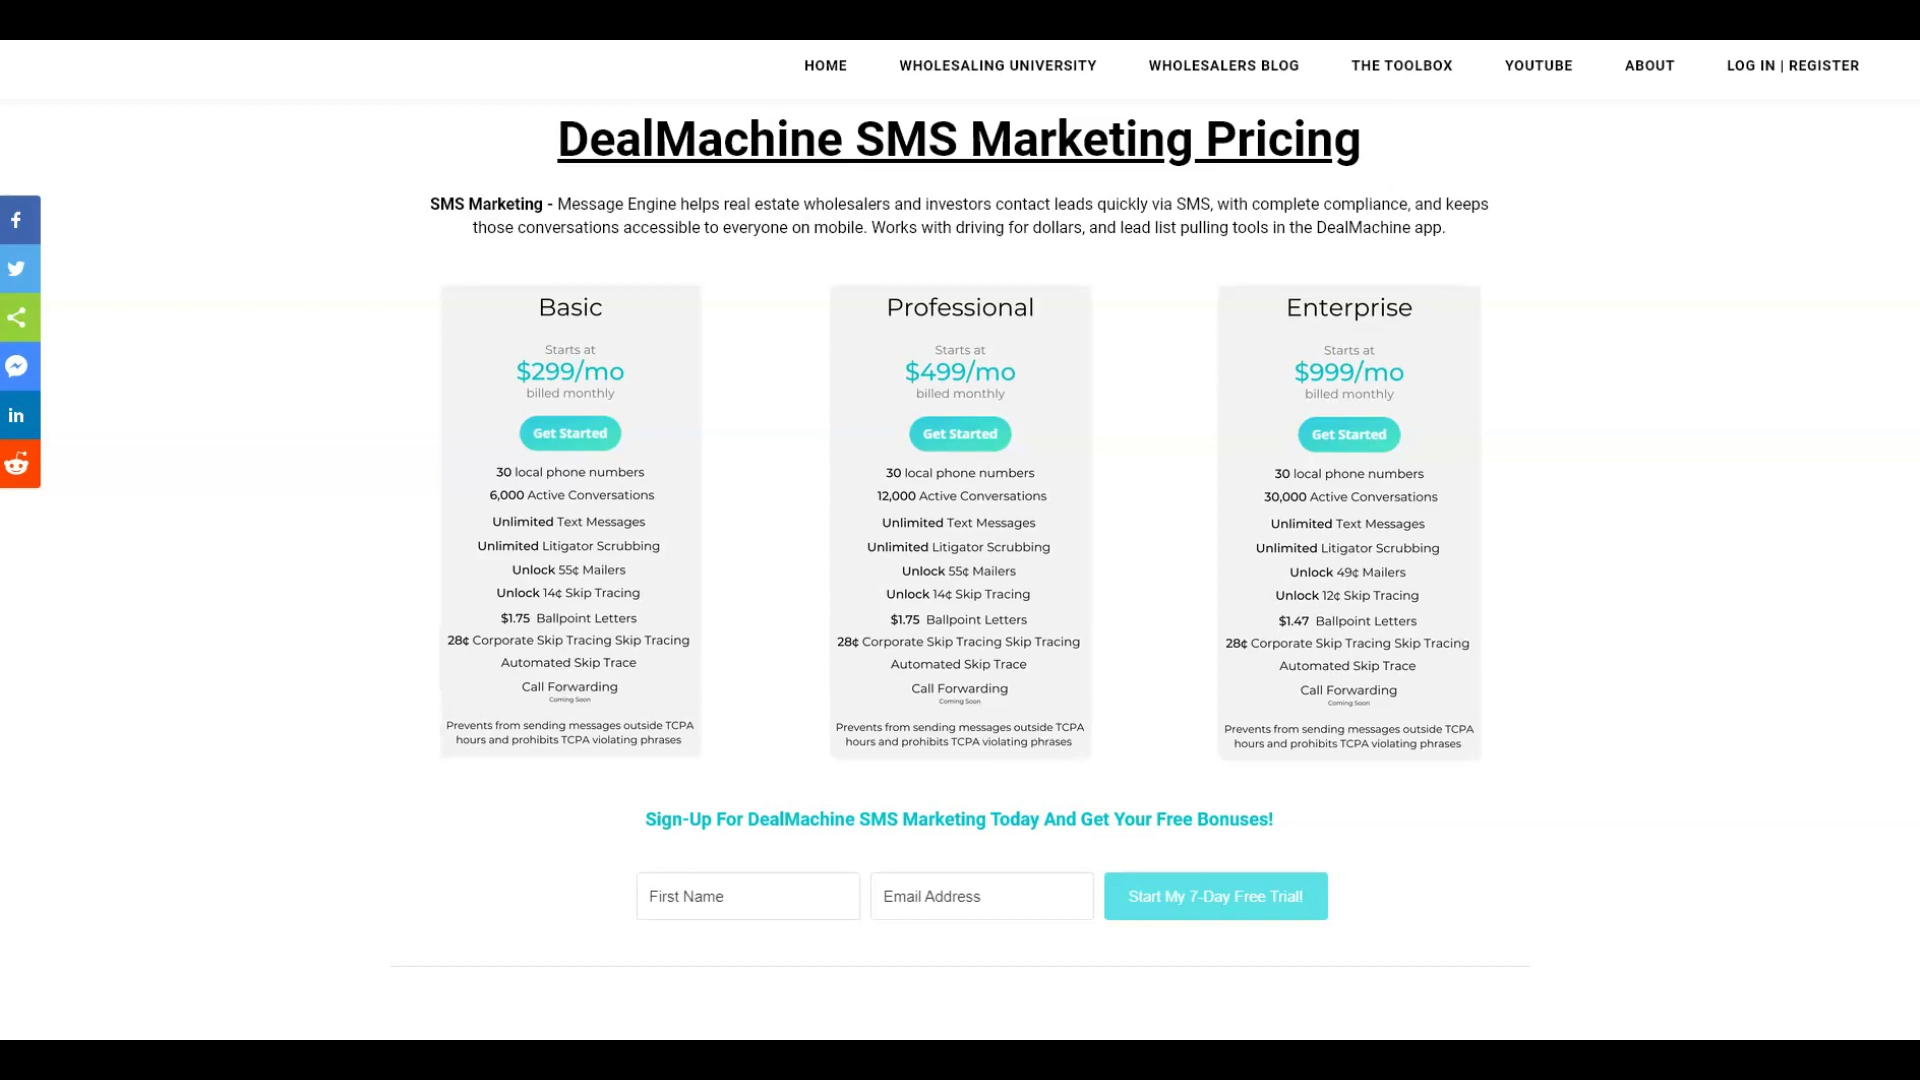 HOME WHOLESALING UNIVERSITY WHOLESALERS BLOG THE TOOLBOX YOUTUBE ABOUT LOG IN | REGISTER
DealMachine SMS Marketing Pricing
SMS Marketing - Message Engine helps real estate wholesalers and investors contact leads quickly via SMS, with complete compliance, and keeps
those conversations accessible to everyone on mobile. Works with driving for dollars, and lead list pulling tools in the DealMachine app.
Basic
Starts at
$299/mo
billed monthly
Get Started
30 local phone numbers
6,000 Active Conversations
Unlimited Text Messages
Unlimited Litigator Scrubbing
Unlock 55¢ Mailers
Unlock 14¢ Skip Tracing
$1.75 Ballpoint Letters
28¢ Corporate Skip Tracing Skip Tracing
Automated Skip Trace
Call Forwarding
Coming Soon
Prevents from sending messages outside TCPA
hours and prohibits TCPA violating phrases
Professional
Starts at
$499/mo
billed monthly
Get Started
30 local phone numbers
12,000 Active Conversations
Unlimited Text Messages
Unlimited Litigator Scrubbing
Unlock 55¢ Mailers
Unlock 14¢ Skip Tracing
$1.75 Ballpoint Letters
28¢ Corporate Skip Tracing Skip Tracing
Automated Skip Trace
Call Forwarding
Coming Soon
Prevents from sending messages outside TCPA
hours and prohibits TCPA violating phrases
Enterprise
Starts at
$999/mo
billed monthly
Get Started
30 local phone numbers
30,000 Active Conversations
Unlimited Text Messages
Unlimited Litigator Scrubbing
Unlock 49¢ Mailers
Unlock 12¢ Skip Tracing
$1.47 Ballpoint Letters
28¢ Corporate Skip Tracing Skip Tracing
Automated Skip Trace
Call Forwarding
Coming Soon
Prevents from sending messages outside TCPA
hours and prohibits TCPA violating phrases
Sign-Up For DealMachine SMS Marketing Today And Get Your Free Bonuses!
First Name Email Address Start My 7-Day Free Trial!